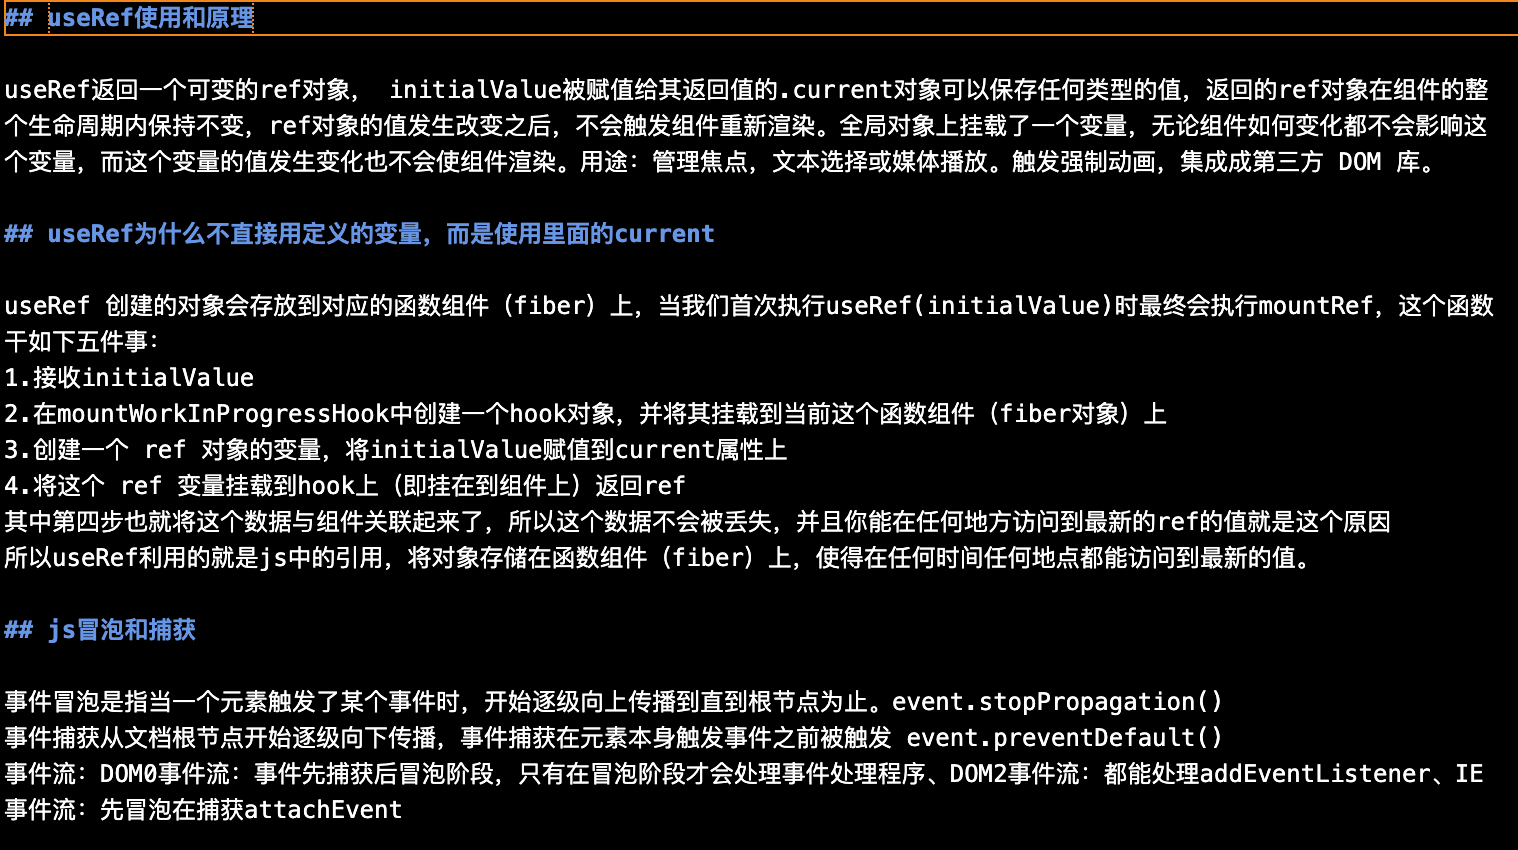 ## useRef使用和原理
useRef返回一个可变的ref对象， initialValue被赋值给其返回值的.current对象可以保存任何类型的值，返回的ref对象在组件的整
个生命周期内保持不变，ref对象的值发生改变之后，不会触发组件重新渲染。全局对象上挂载了一个变量，无论组件如何变化都不会影响这
个变量，而这个变量的值发生变化也不会使组件渲染。用途：管理焦点，文本选择或媒体播放。触发强制动画，集成成第三方 DOM 库。
## useRef为什么不直接用定义的变量，而是使用里面的current
useRef 创建的对象会存放到对应的函数组件（fiber）上，当我们首次执行useRef(initialValue)时最终会执行mountRef，这个函数
干如下五件事：
1.接收initialValue
2.在mountWorkInProgressHook中创建一个hook对象，并将其挂载到当前这个函数组件（fiber对象）上
3.创建一个 ref 对象的变量，将initialValue赋值到current属性上
4.将这个 ref 变量挂载到hook上（即挂在到组件上）返回ref
其中第四步也就将这个数据与组件关联起来了，所以这个数据不会被丢失，并且你能在任何地方访问到最新的ref的值就是这个原因
所以useRef利用的就是js中的引用，将对象存储在函数组件（fiber）上，使得在任何时间任何地点都能访问到最新的值。
## js冒泡和捕获
事件冒泡是指当一个元素触发了某个事件时，开始逐级向上传播到直到根节点为止。event.stopPropagation()
事件捕获从文档根节点开始逐级向下传播，事件捕获在元素本身触发事件之前被触发 event.preventDefault()
事件流：DOM0事件流：事件先捕获后冒泡阶段，只有在冒泡阶段才会处理事件处理程序、DOM2事件流：都能处理addEventListener、IE
事件流：先冒泡在捕获attachEvent